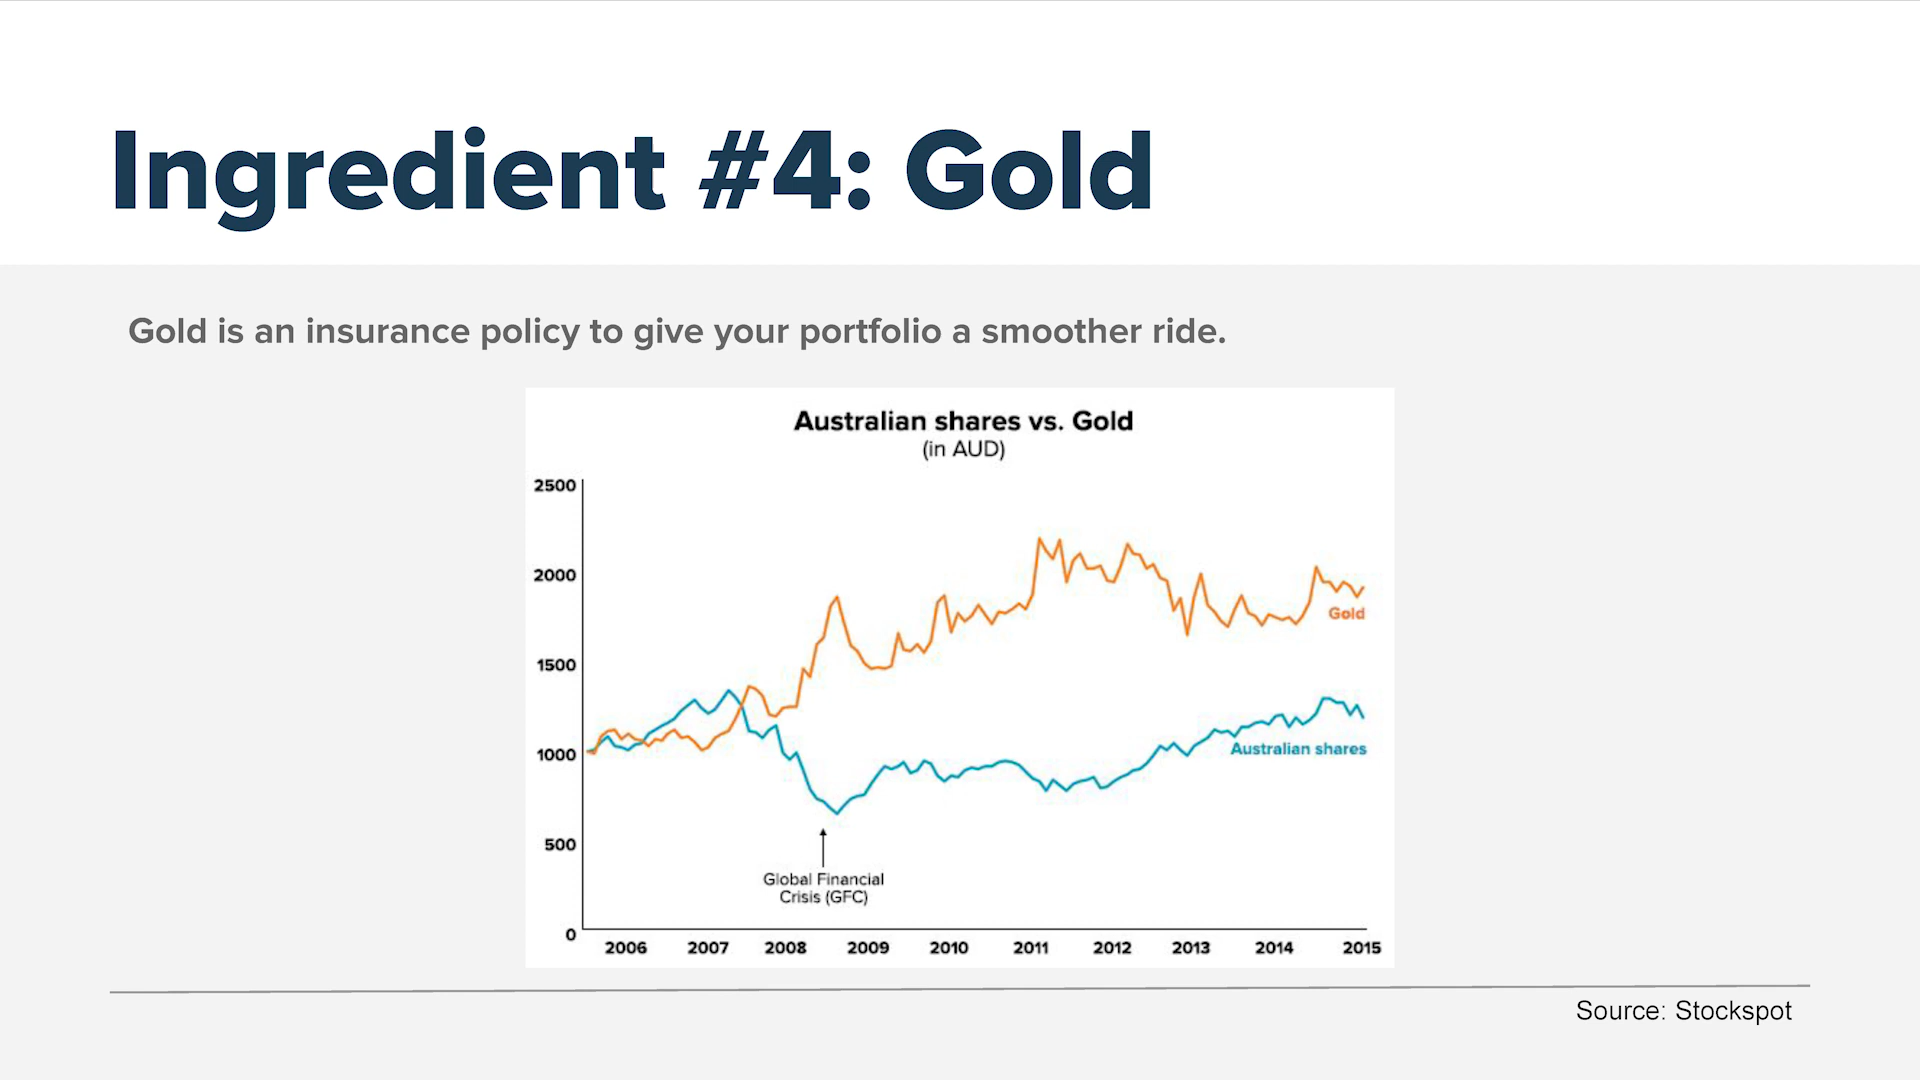 Ingredient #4: Gold
Gold is an insurance policy to give your portfolio a smoother ride.
Australian shares vs. Gold
(in AUD)
2500
2000
1500
1000
500
0
Gold
Australian shares
Global Financial
Crisis (GFC)
2006 2007 2008 2009 2010 2011 2012 2013 2014 2015
Source: Stockspot